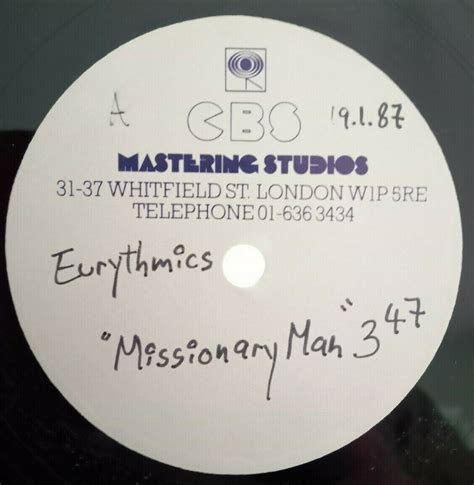 A CBS 19.1.87
MASTERING STUDIOS
31-37 WHITFIELD ST. LONDON W1P 5RE
TELEPHONE 01-636 3434
Eurythmics
"Missionary Man" 3 47